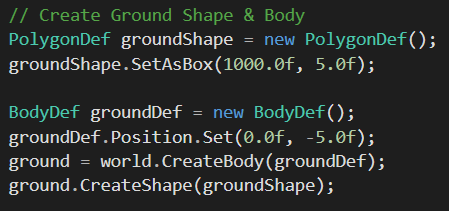 // Create Ground Shape & Body
PolygonDef groundShape = new PolygonDef();
groundShape.SetAsBox(1000.0f, 5.0f);
BodyDef groundDef = new BodyDef();
groundDef.Position.Set(0.0f, -5.0f);
ground = world.CreateBody(groundDef);
ground.CreateShape(groundShape);